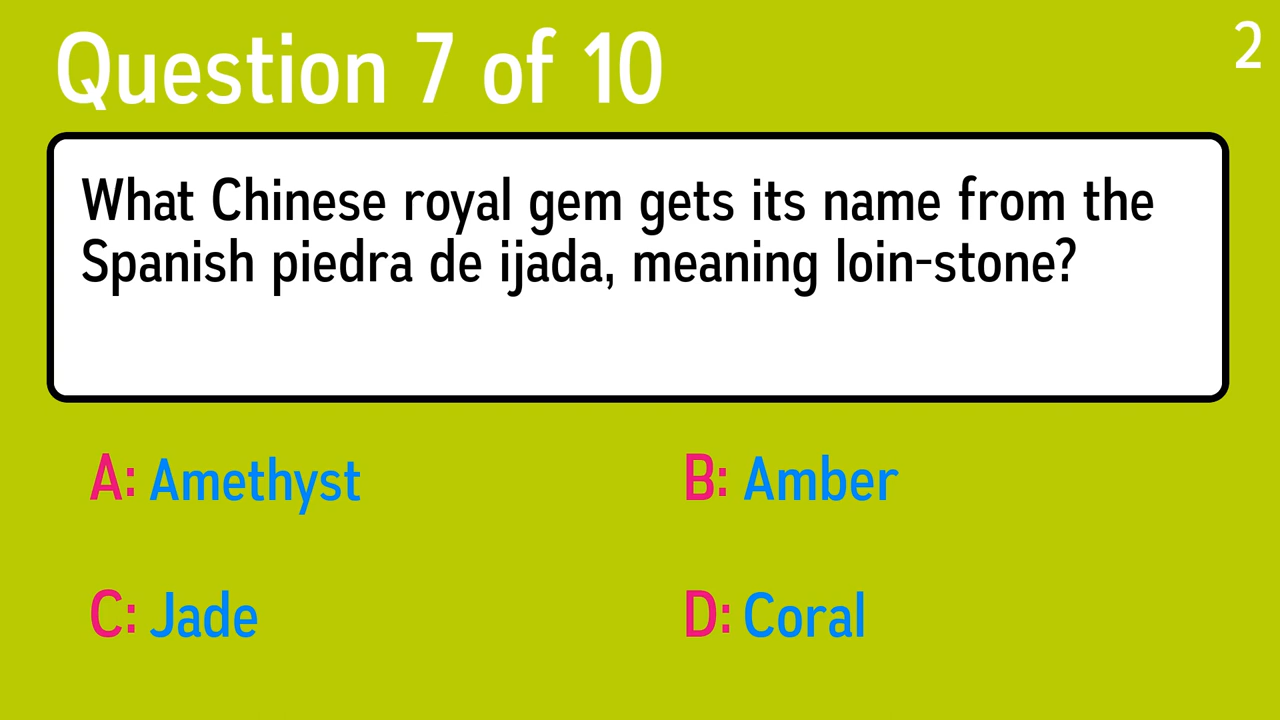 Question 7 of 10
2
What Chinese royal gem gets its name from the
Spanish piedra de ijada, meaning loin-stone?
A: Amethyst
B: Amber
C: Jade
D: Coral